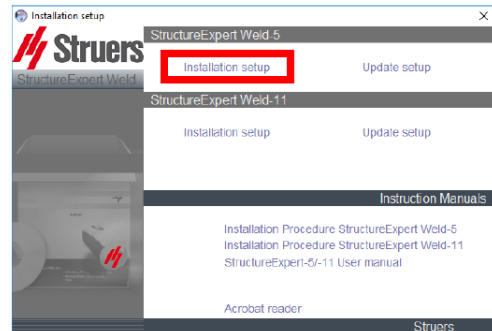 Installation setup
Struers
StructureExpert Weld
StructureExpert Weld-5
Installation setup Update setup
StructureExpert Weld-11
Installation setup Update setup
Instruction Manuals
Installation Procedure StructureExpert Weld-5
Installation Procedure StructureExpert Weld-11
StructureExpert-5/-11 User manual
Acrobat reader
Struers